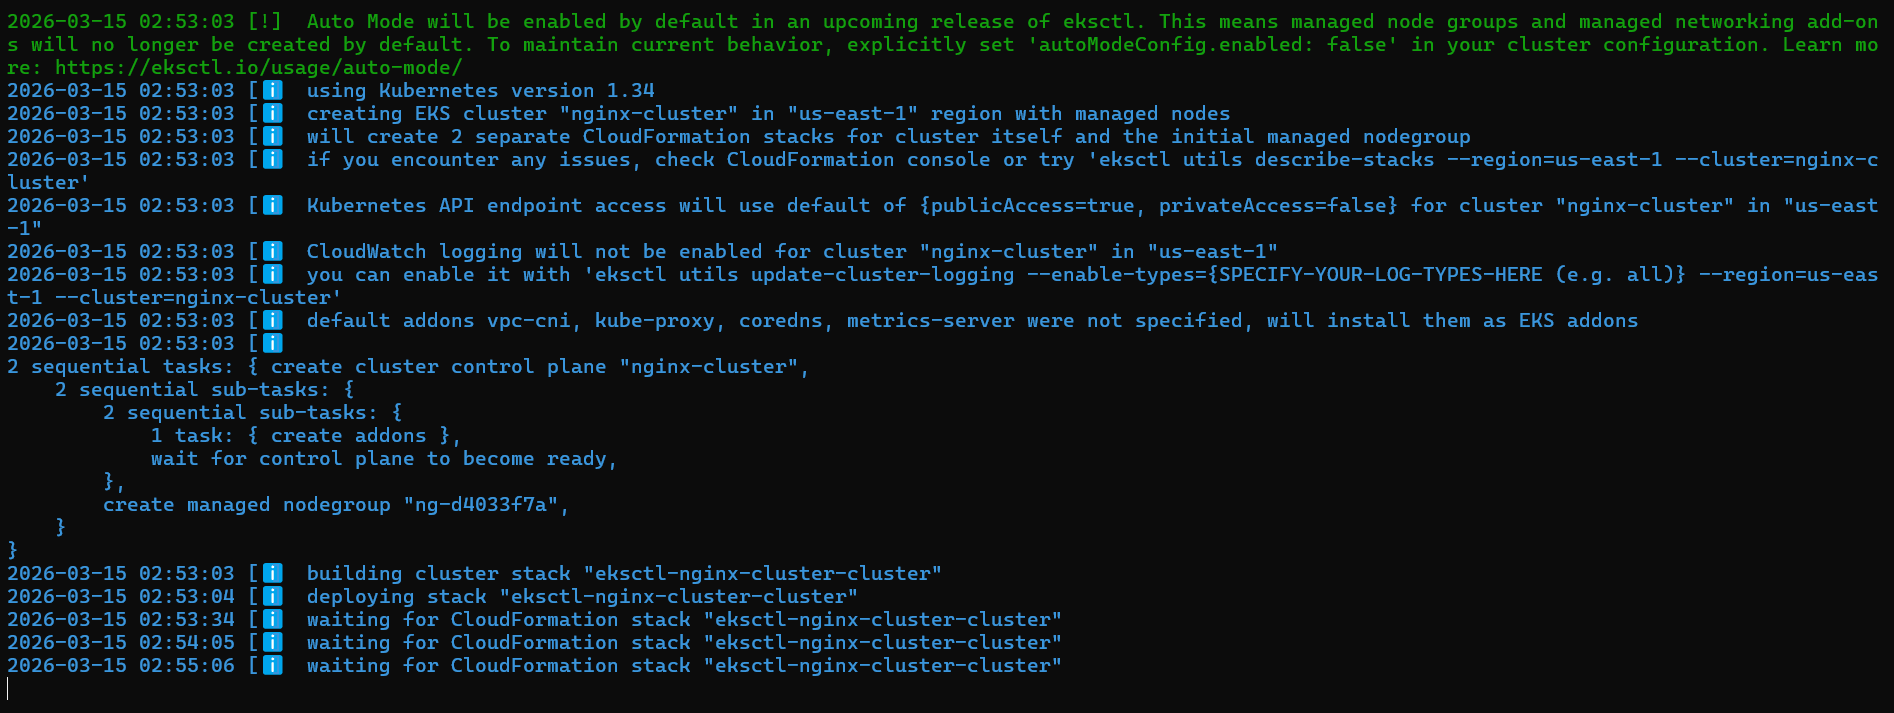 2026-03-15 02:53:03 [!]  Auto Mode will be enabled by default in an upcoming release of eksctl. This means managed node groups and managed networking add-on
s will no longer be created by default. To maintain current behavior, explicitly set 'autoModeConfig.enabled: false' in your cluster configuration. Learn mo
re: https://eksctl.io/usage/auto-mode/
2026-03-15 02:53:03 [ℹ  using Kubernetes version 1.34
2026-03-15 02:53:03 [ℹ  creating EKS cluster "nginx-cluster" in "us-east-1" region with managed nodes
2026-03-15 02:53:03 [ℹ  will create 2 separate CloudFormation stacks for cluster itself and the initial managed nodegroup
2026-03-15 02:53:03 [ℹ  if you encounter any issues, check CloudFormation console or try 'eksctl utils describe-stacks --region=us-east-1 --cluster=nginx-c
luster'
2026-03-15 02:53:03 [ℹ  Kubernetes API endpoint access will use default of {publicAccess=true, privateAccess=false} for cluster "nginx-cluster" in "us-east
-1"
2026-03-15 02:53:03 [ℹ  CloudWatch logging will not be enabled for cluster "nginx-cluster" in "us-east-1"
2026-03-15 02:53:03 [ℹ  you can enable it with 'eksctl utils update-cluster-logging --enable-types={SPECIFY-YOUR-LOG-TYPES-HERE (e.g. all)} --region=us-eas
t-1 --cluster=nginx-cluster'
2026-03-15 02:53:03 [ℹ  default addons vpc-cni, kube-proxy, coredns, metrics-server were not specified, will install them as EKS addons
2026-03-15 02:53:03 [ℹ
2 sequential tasks: { create cluster control plane "nginx-cluster",
    2 sequential sub-tasks: {
        2 sequential sub-tasks: {
            1 task: { create addons },
            wait for control plane to become ready,
        },
        create managed nodegroup "ng-d4033f7a",
    }
}
2026-03-15 02:53:03 [ℹ  building cluster stack "eksctl-nginx-cluster-cluster"
2026-03-15 02:53:04 [ℹ  deploying stack "eksctl-nginx-cluster-cluster"
2026-03-15 02:53:34 [ℹ  waiting for CloudFormation stack "eksctl-nginx-cluster-cluster"
2026-03-15 02:54:05 [ℹ  waiting for CloudFormation stack "eksctl-nginx-cluster-cluster"
2026-03-15 02:55:06 [ℹ  waiting for CloudFormation stack "eksctl-nginx-cluster-cluster"